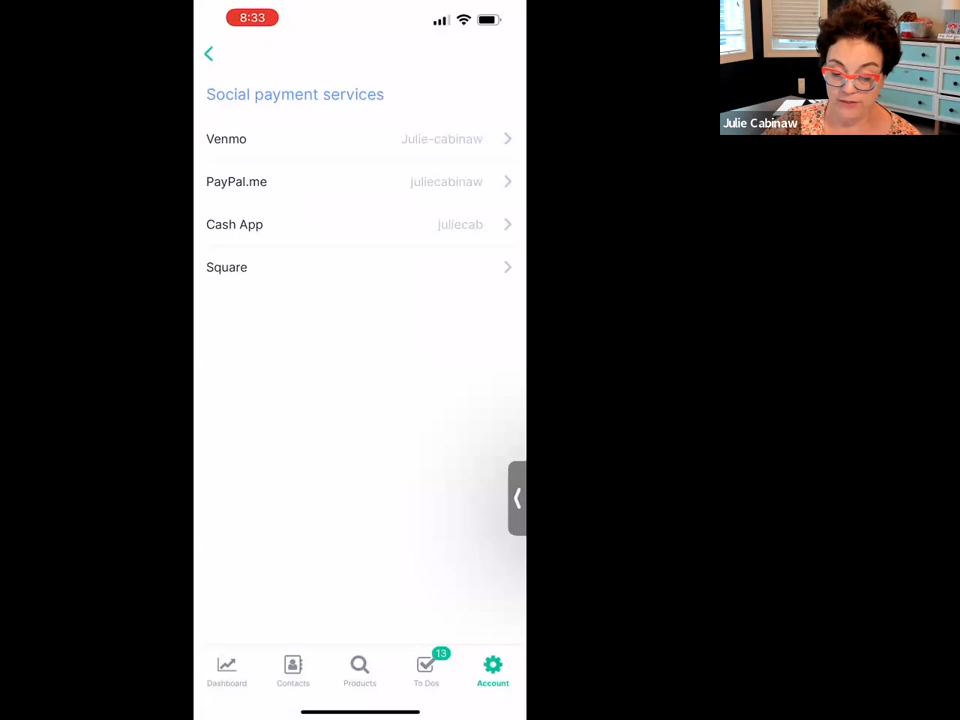 8:33
Social payment services
Venmo Julie-cabinaw
PayPal.me juliecabinaw
Cash App juliecab
Square
13
Dashboard Contacts Products To Dos Account
Julie Cabinaw